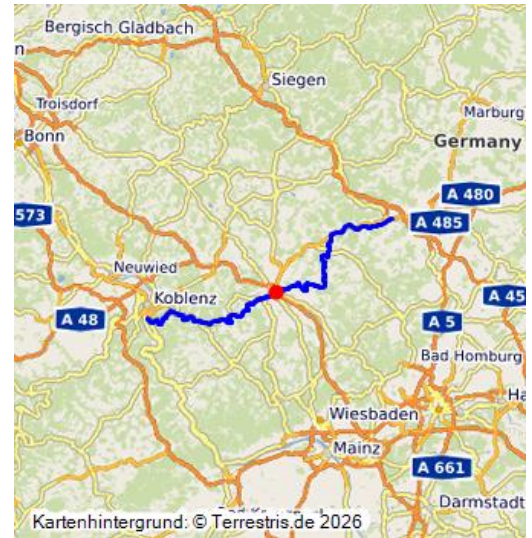 Bergisch Gladbach
Siegen
Troisdorf
Marburg
Bonn
Germany
A 480
573
A 485
Neuwied
Koblenz
A 45
A 48
A 5
Bad Homburg
Ha
Wiesbaden
Mainz
A 661
Darmstadt
Kartenhintergrund: © Terrestris.de 2026